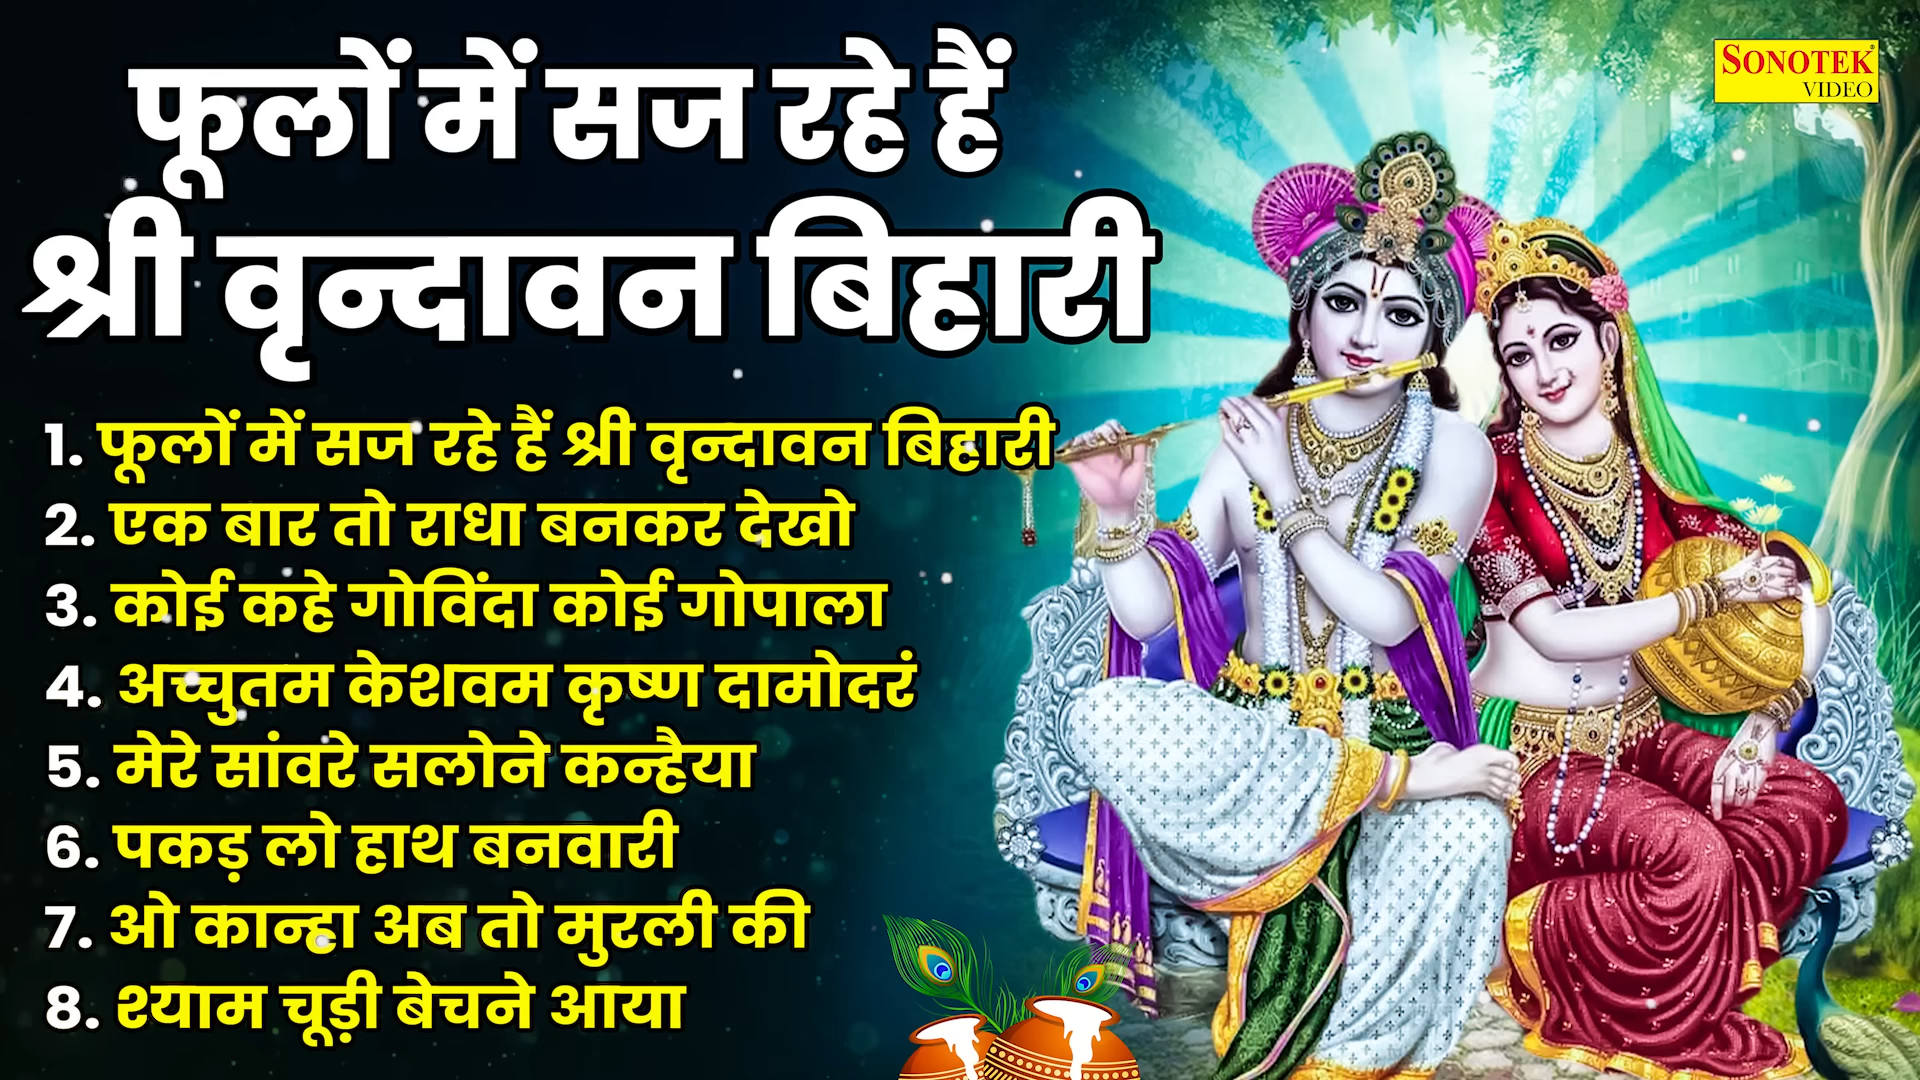 फूलों में सज रहे हैं
श्री वृन्दावन बिहारी
SONOTEK
VIDEO
1. फूलों में सज रहे हैं श्री वृन्दावन बिहारी
2. एक बार तो राधा बनकर देखो
3. कोई कहे गोविंदा कोई गोपाला
4. अच्चुतम केशवम कृष्ण दामोदरं
5. मेरे सांवरे सलोने कन्हैया
6. पकड़ लो हाथ बनवारी
7. ओ कान्हा अब तो मुरली की
8. श्याम चूड़ी बेचने आया